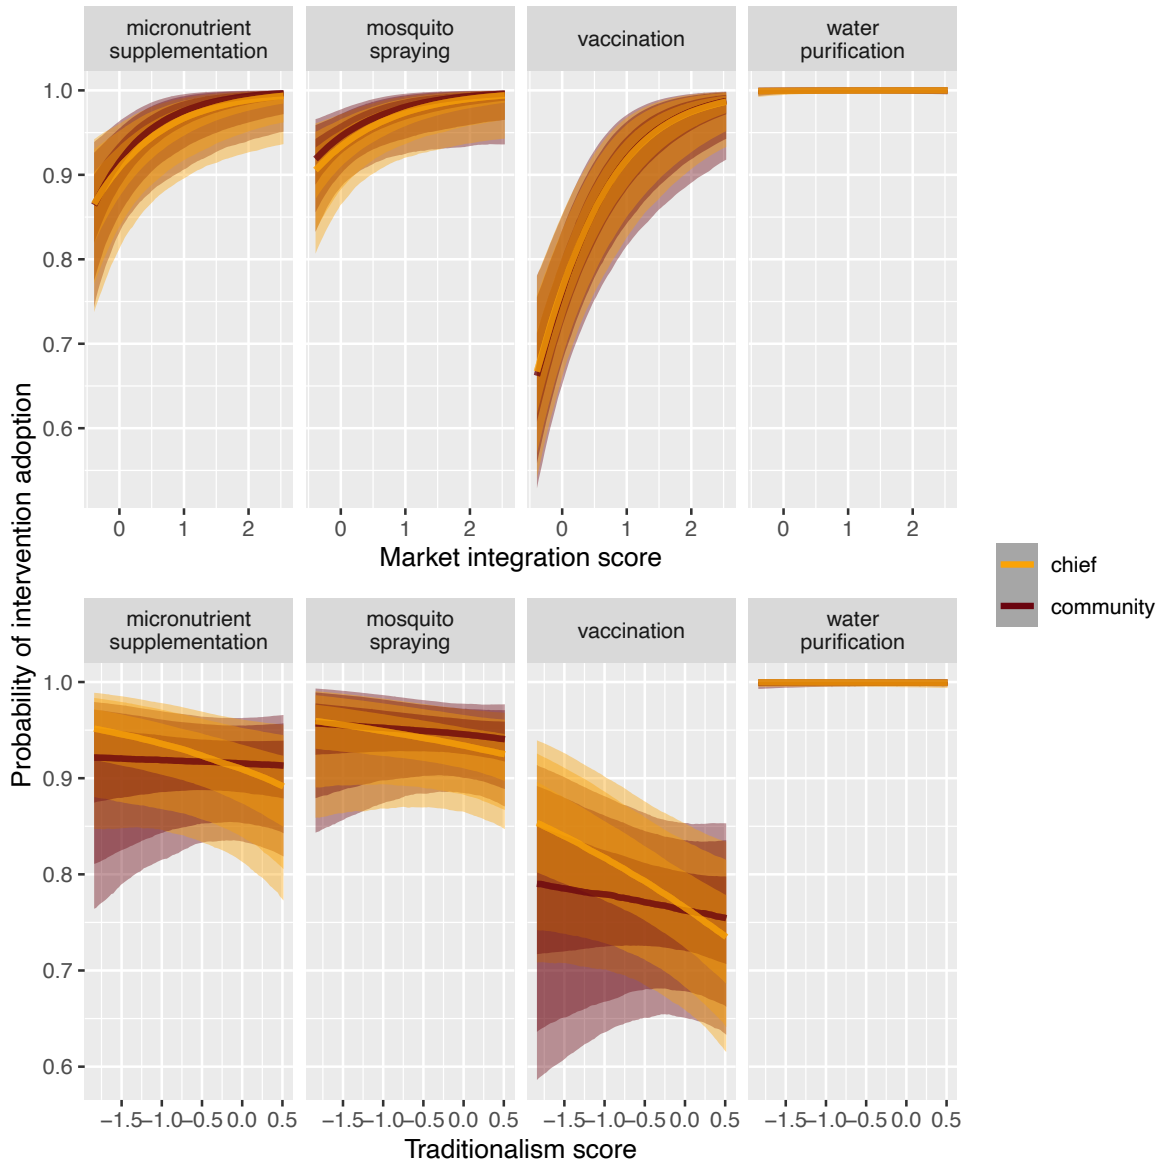 micronutrient
supplementation
mosquito
spraying
vaccination
water
purification
1.0
0.9
0.8
0.7
0.6
0 1 2 0 1 2 0 1 2 0 1 2
Market integration score
Probability of intervention adoption
chief
community
micronutrient
supplementation
mosquito
spraying
vaccination
water
purification
1.0
0.9
0.8
0.7
0.6
−1.5 −1.0 −0.5 0.0 0.5 −1.5 −1.0 −0.5 0.0 0.5 −1.5 −1.0 −0.5 0.0 0.5 −1.5 −1.0 −0.5 0.0 0.5
Traditionalism score